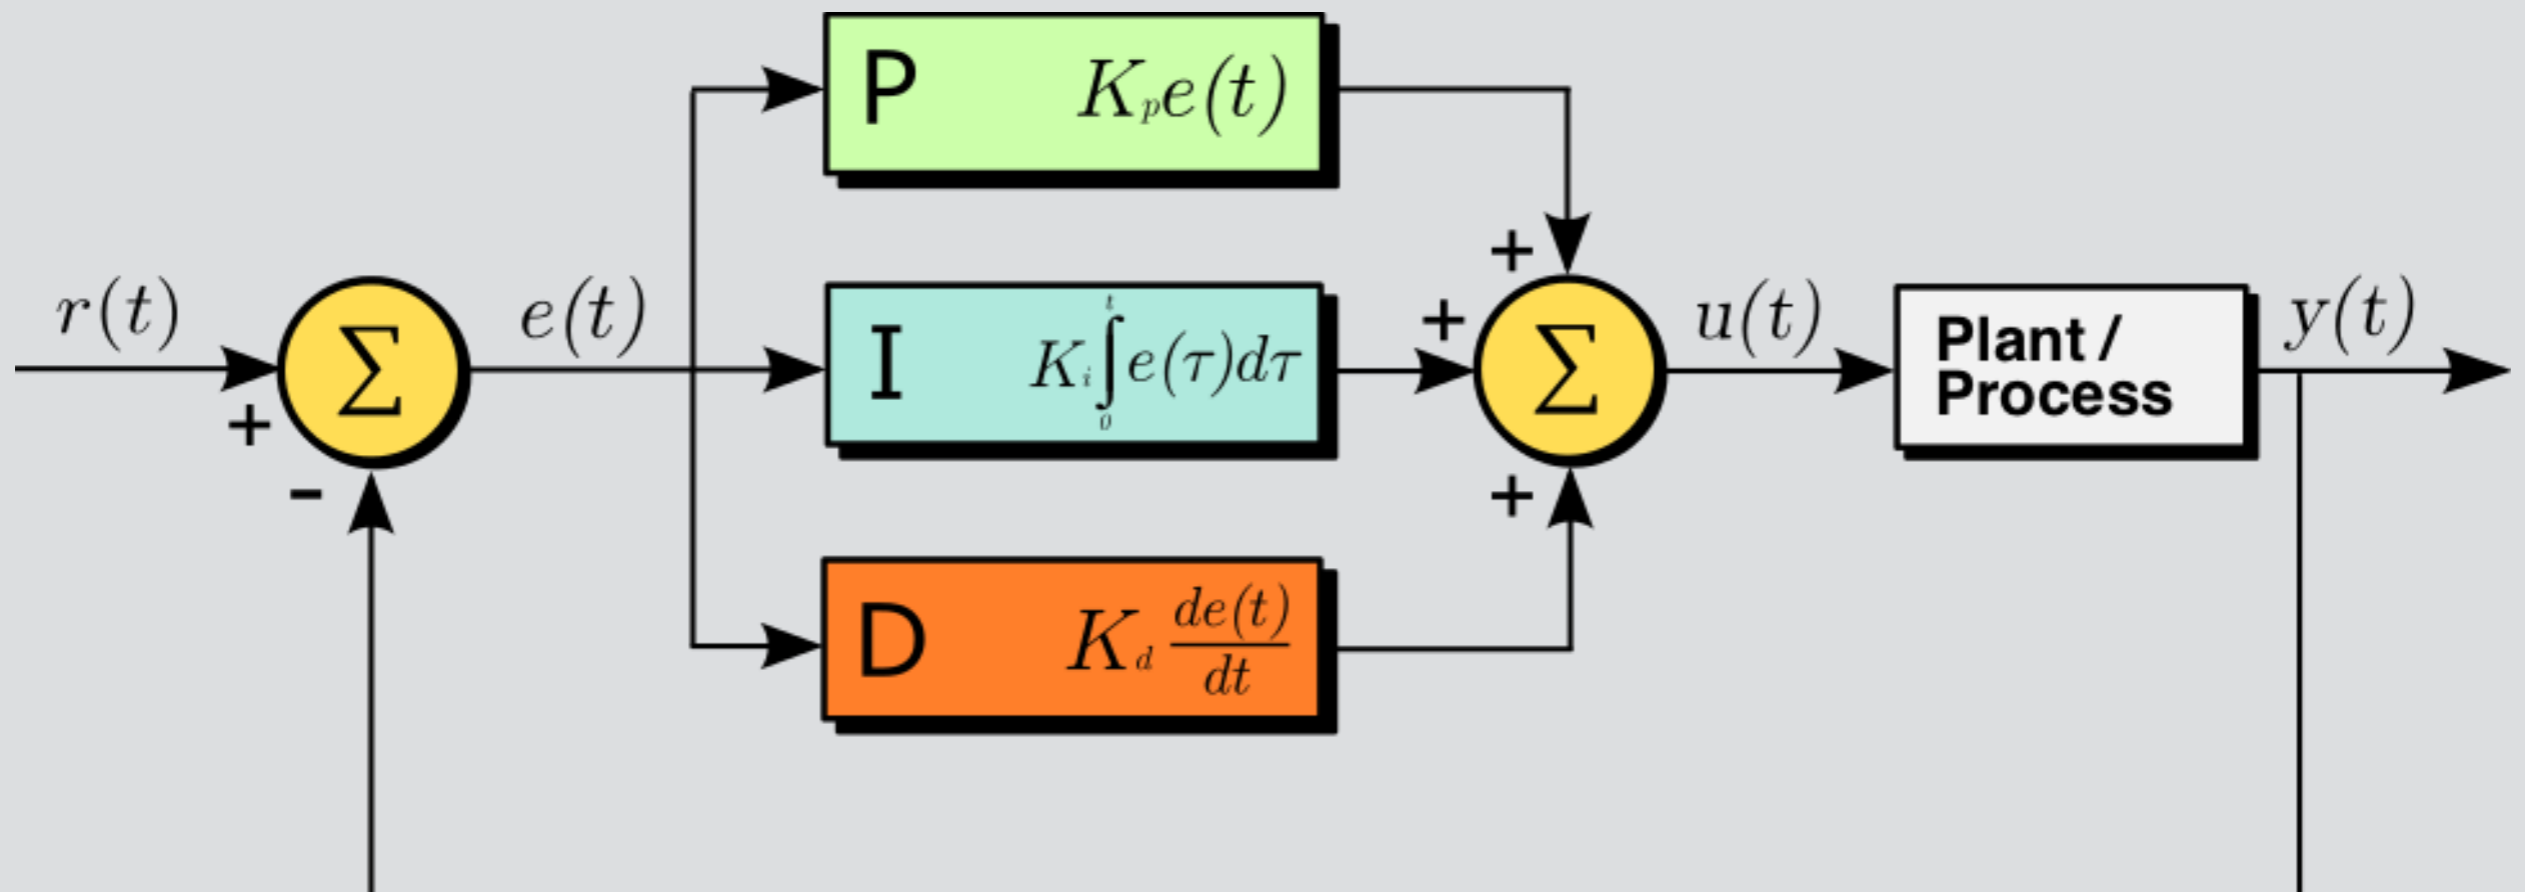 P K_p e(t)
+
r(t)
Σ
e(t)
+
I K_i ∫_0^t e(τ)dτ
+
Σ
u(t)
Plant /
Process
y(t)
-
+
D K_d de(t)/dt